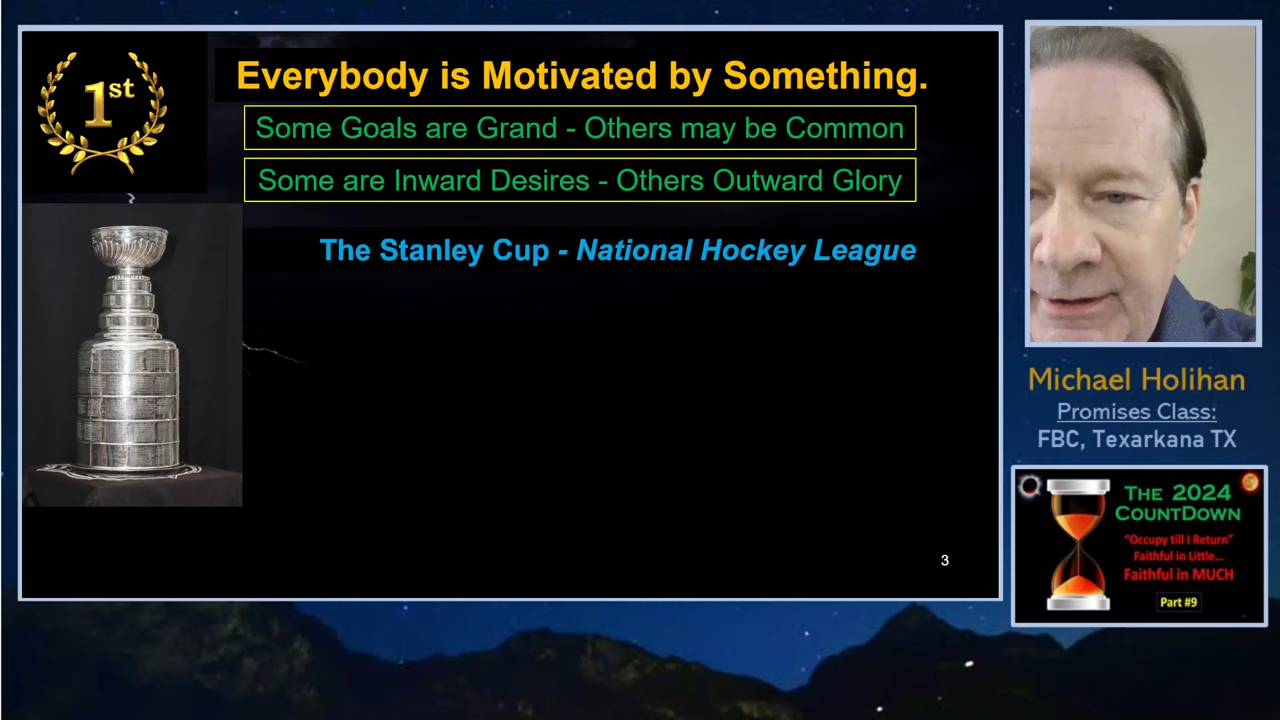 1st
Everybody is Motivated by Something.
Some Goals are Grand - Others may be Common
Some are Inward Desires - Others Outward Glory
The Stanley Cup - National Hockey League
3
Michael Holihan
Promises Class:
FBC, Texarkana TX
The 2024
CountDown
"Occupy till I Return"
Faithful in Little...
Faithful in MUCH
Part #9